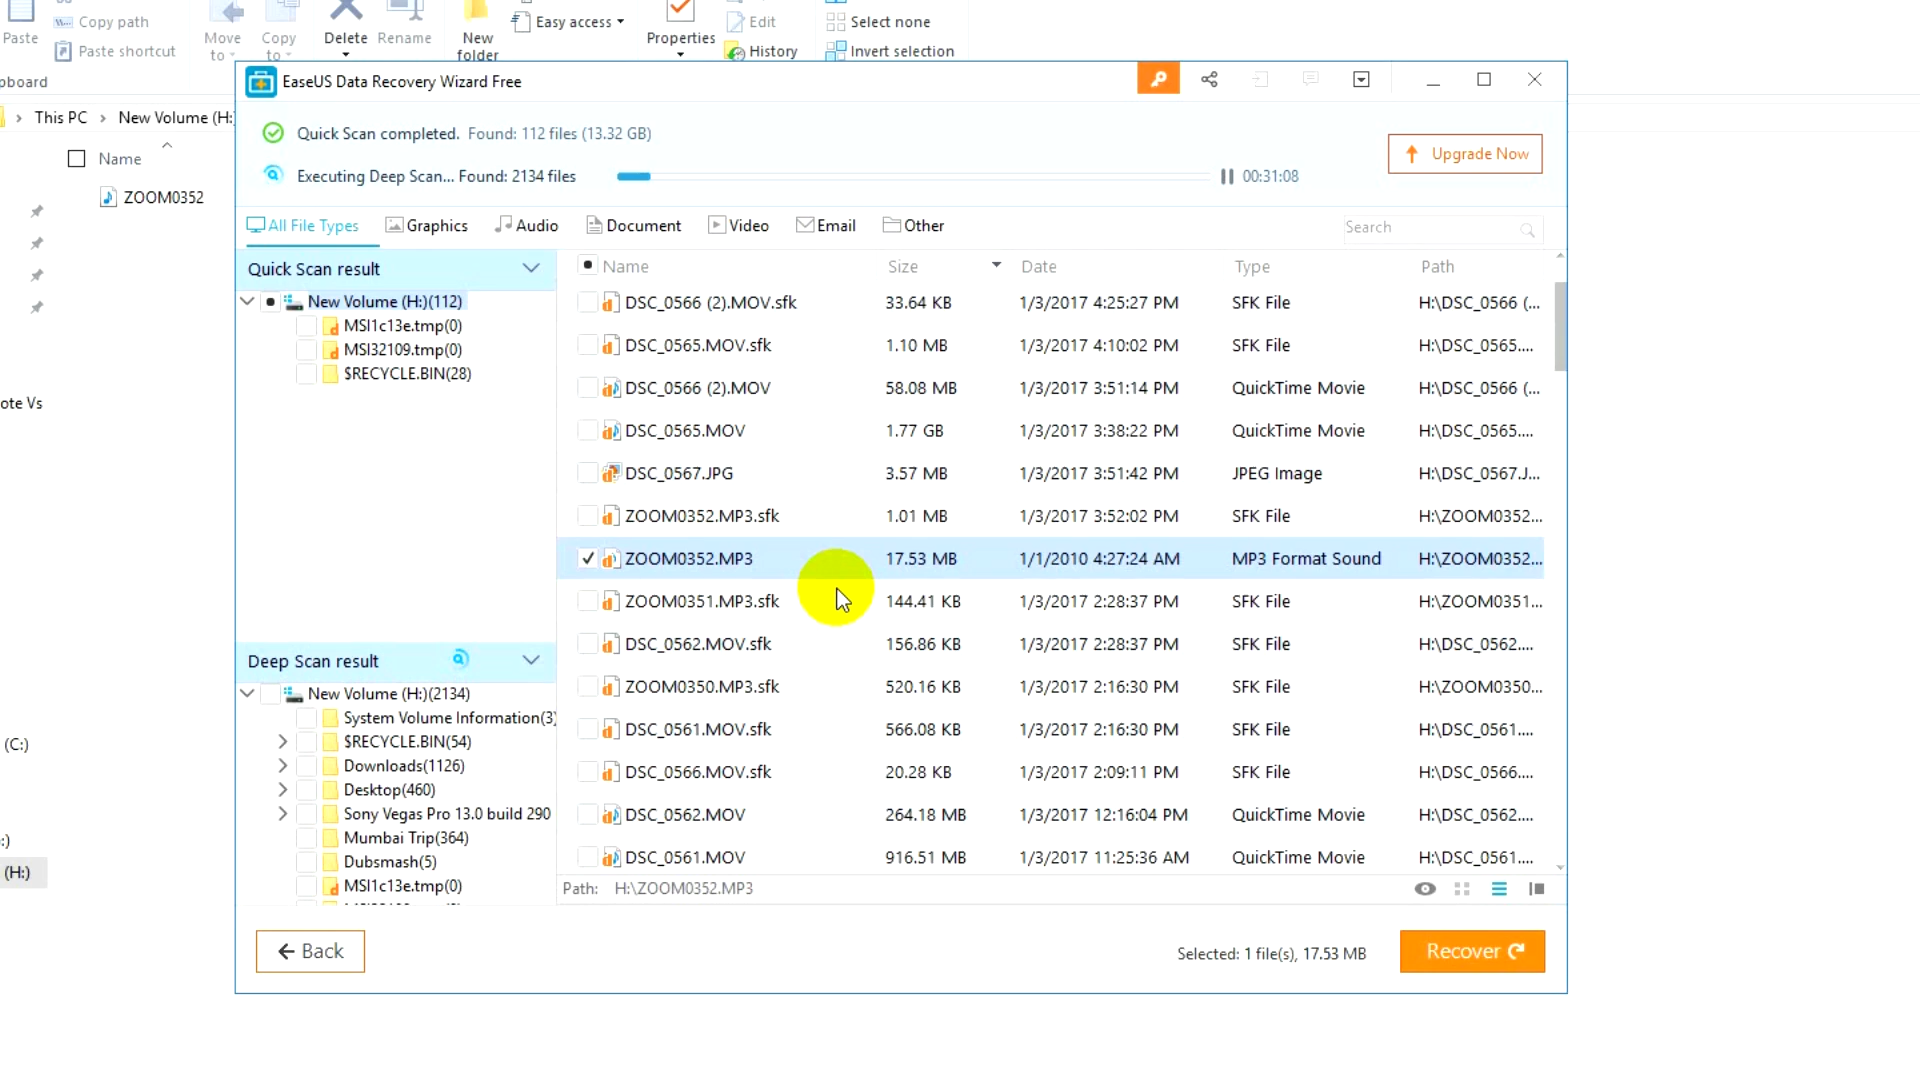 Copy path
Paste
Paste shortcut
Move
to
Copy
to
Delete
Rename
New
folder
Easy access
Properties
Edit
History
Select none
Invert selection
pboard
This PC > New Volume (H:
Name
ZOOM0352
ote Vs
(C:)
:)
(H:)
EaseUS Data Recovery Wizard Free
Quick Scan completed. Found: 112 files (13.32 GB)
Executing Deep Scan... Found: 2134 files
00:31:08
Upgrade Now
All File Types Graphics Audio Document Video Email Other
Search
Quick Scan result
New Volume (H:)(112)
MSI1c13e.tmp(0)
MSI32109.tmp(0)
$RECYCLE.BIN(28)
Deep Scan result
New Volume (H:)(2134)
System Volume Information(3)
$RECYCLE.BIN(54)
Downloads(1126)
Desktop(460)
Sony Vegas Pro 13.0 build 290
Mumbai Trip(364)
Dubsmash(5)
MSI1c13e.tmp(0)
Name Size Date Type Path
DSC_0566 (2).MOV.sfk 33.64 KB 1/3/2017 4:25:27 PM SFK File H:\DSC_0566 (...
DSC_0565.MOV.sfk 1.10 MB 1/3/2017 4:10:02 PM SFK File H:\DSC_0565....
DSC_0566 (2).MOV 58.08 MB 1/3/2017 3:51:14 PM QuickTime Movie H:\DSC_0566 (...
DSC_0565.MOV 1.77 GB 1/3/2017 3:38:22 PM QuickTime Movie H:\DSC_0565....
DSC_0567.JPG 3.57 MB 1/3/2017 3:51:42 PM JPEG Image H:\DSC_0567.J...
ZOOM0352.MP3.sfk 1.01 MB 1/3/2017 3:52:02 PM SFK File H:\ZOOM0352...
ZOOM0352.MP3 17.53 MB 1/1/2010 4:27:24 AM MP3 Format Sound H:\ZOOM0352...
ZOOM0351.MP3.sfk 144.41 KB 1/3/2017 2:28:37 PM SFK File H:\ZOOM0351...
DSC_0562.MOV.sfk 156.86 KB 1/3/2017 2:28:37 PM SFK File H:\DSC_0562....
ZOOM0350.MP3.sfk 520.16 KB 1/3/2017 2:16:30 PM SFK File H:\ZOOM0350...
DSC_0561.MOV.sfk 566.08 KB 1/3/2017 2:16:30 PM SFK File H:\DSC_0561....
DSC_0566.MOV.sfk 20.28 KB 1/3/2017 2:09:11 PM SFK File H:\DSC_0566....
DSC_0562.MOV 264.18 MB 1/3/2017 12:16:04 PM QuickTime Movie H:\DSC_0562....
DSC_0561.MOV 916.51 MB 1/3/2017 11:25:36 AM QuickTime Movie H:\DSC_0561....
Path: H:\ZOOM0352.MP3
Back
Selected: 1 file(s), 17.53 MB
Recover